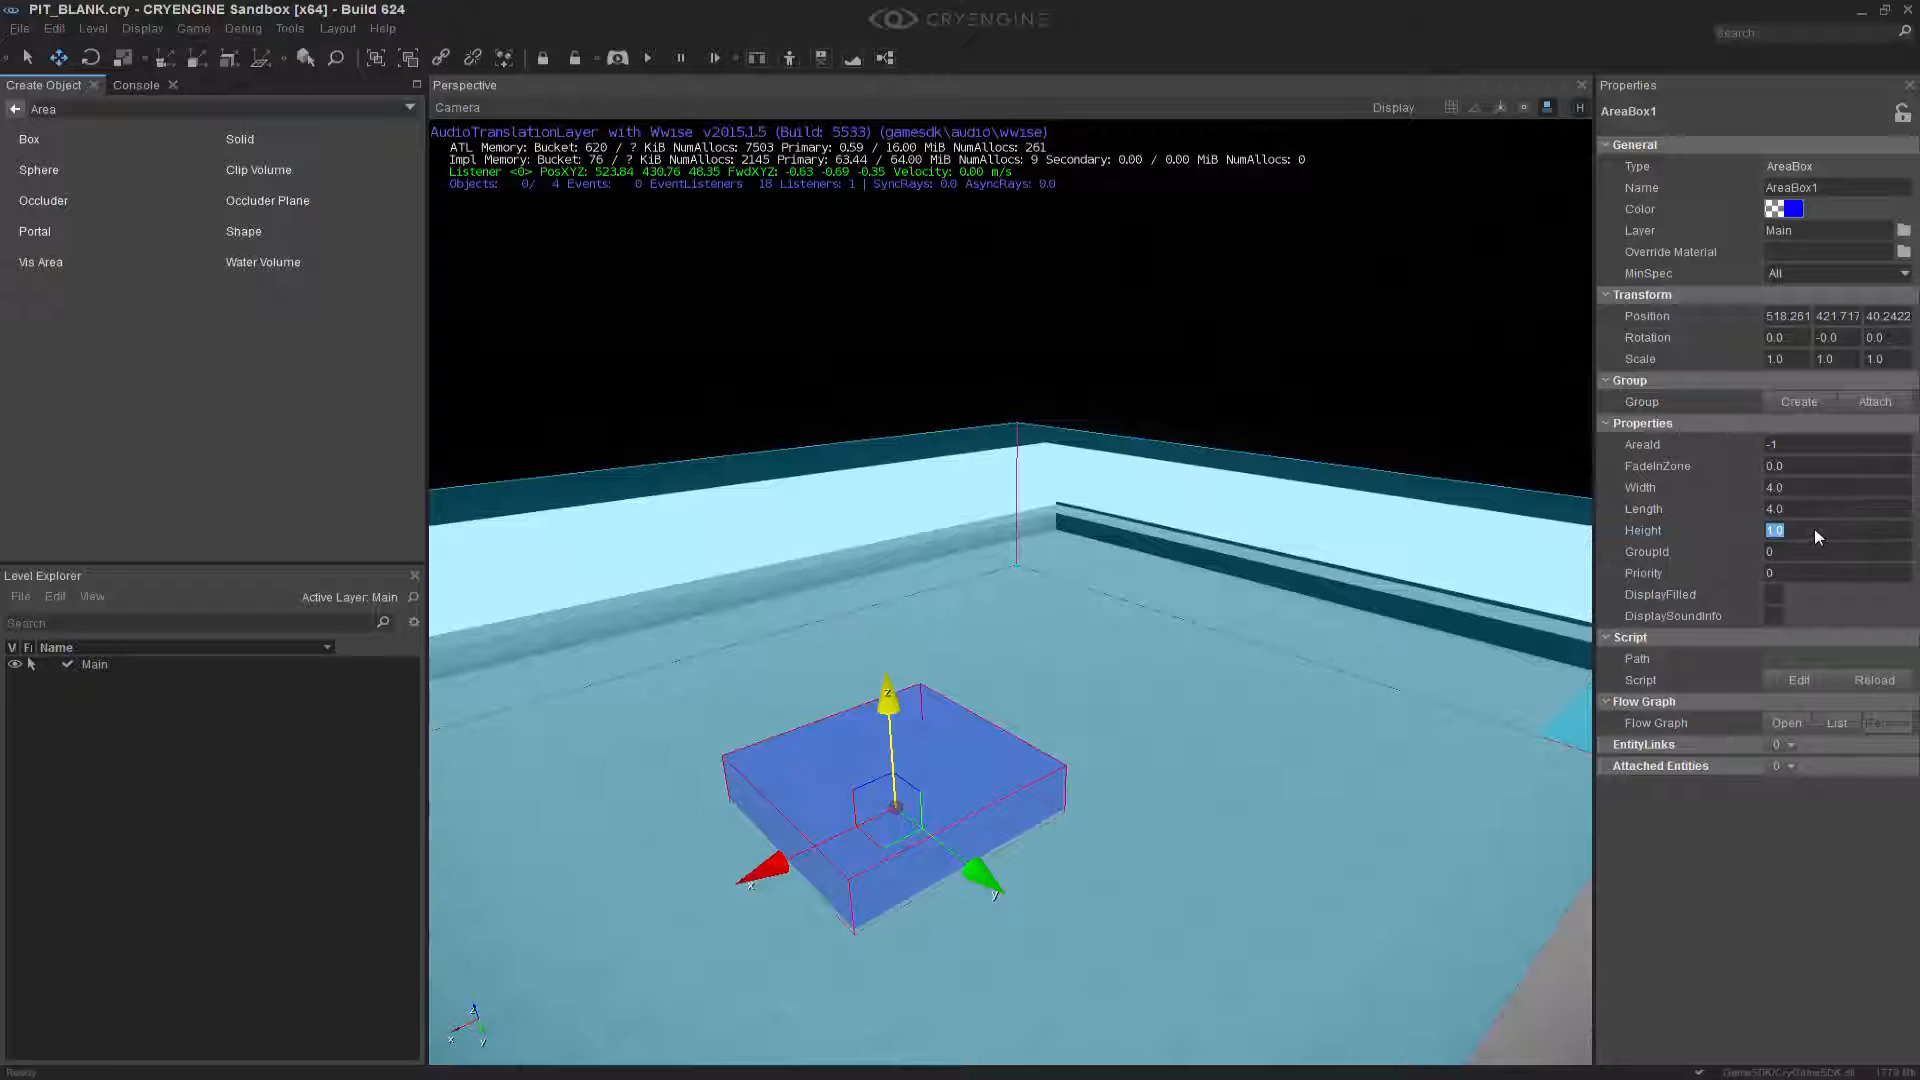 PIT_BLANK.cry - CRYENGINE Sandbox [x64] - Build 624
CRYENGINE
File Edit Level Display Game Debug Tools Layout Help
Search
Create Object Console
Area
Box Solid
Sphere Clip Volume
Occluder Occluder Plane
Portal Shape
Vis Area Water Volume
Level Explorer
File Edit View Active Layer: Main
Search
V Fi Name
Main
Perspective
Camera Display H
AudioTranslationLayer with Wwise v2015.1.5 (Build: 5533) (gamesdk\audio\wwise)
ATL Memory: Bucket: 620 / ? KiB NumAllocs: 7503 Primary: 0.59 / 16.00 MiB NumAllocs: 261
Impl Memory: Bucket: 76 / ? KiB NumAllocs: 2145 Primary: 63.44 / 64.00 MiB NumAllocs: 9 Secondary: 0.00 / 0.00 MiB NumAllocs: 0
Listener <0> PosXYZ: 523.84 430.76 48.35 FwdXYZ: -0.63 -0.69 -0.35 Velocity: 0.00 m/s
Objects: 0/ 4 Events: 0 EventListeners 18 Listeners: 1 | SyncRays: 0.0 AsyncRays: 0.0
z
x
y
z
x
y
Properties
AreaBox1
General
Type AreaBox
Name AreaBox1
Color
Layer Main
Override Material
MinSpec All
Transform
Position 518.261 421.717 40.2422
Rotation 0.0 -0.0 0.0
Scale 1.0 1.0 1.0
Group
Group Create Attach
Properties
AreaId -1
FadeInZone 0.0
Width 4.0
Length 4.0
Height 1.0
GroupId 0
Priority 0
DisplayFilled
DisplaySoundInfo
Script
Path
Script Edit Reload
Flow Graph
Flow Graph Open List
EntityLinks 0
Attached Entities 0
Ready
GameSDK/CryGameSDK.dll 1779 Mb